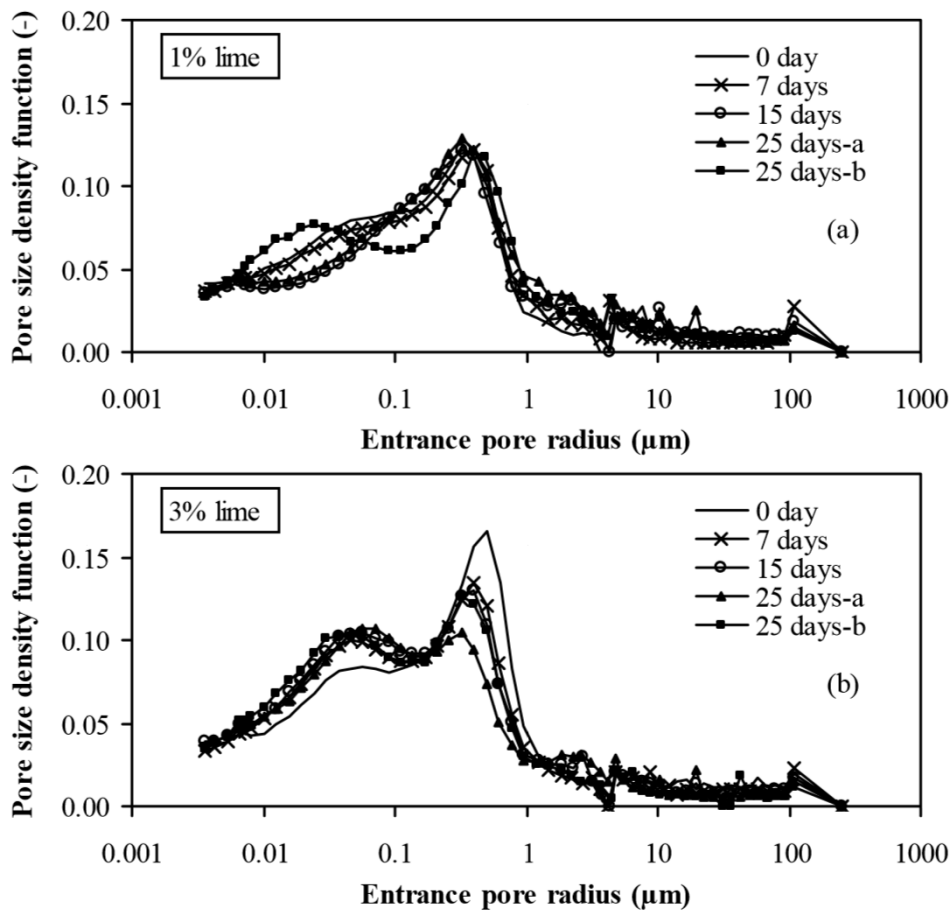 0.20
0.15
0.10
0.05
0.00
Pore size density function (-)
1% lime
0 day
7 days
15 days
25 days-a
25 days-b
(a)
0.001 0.01 0.1 1 10 100 1000
Entrance pore radius (µm)
0.20
0.15
0.10
0.05
0.00
Pore size density function (-)
3% lime
0 day
7 days
15 days
25 days-a
25 days-b
(b)
0.001 0.01 0.1 1 10 100 1000
Entrance pore radius (µm)